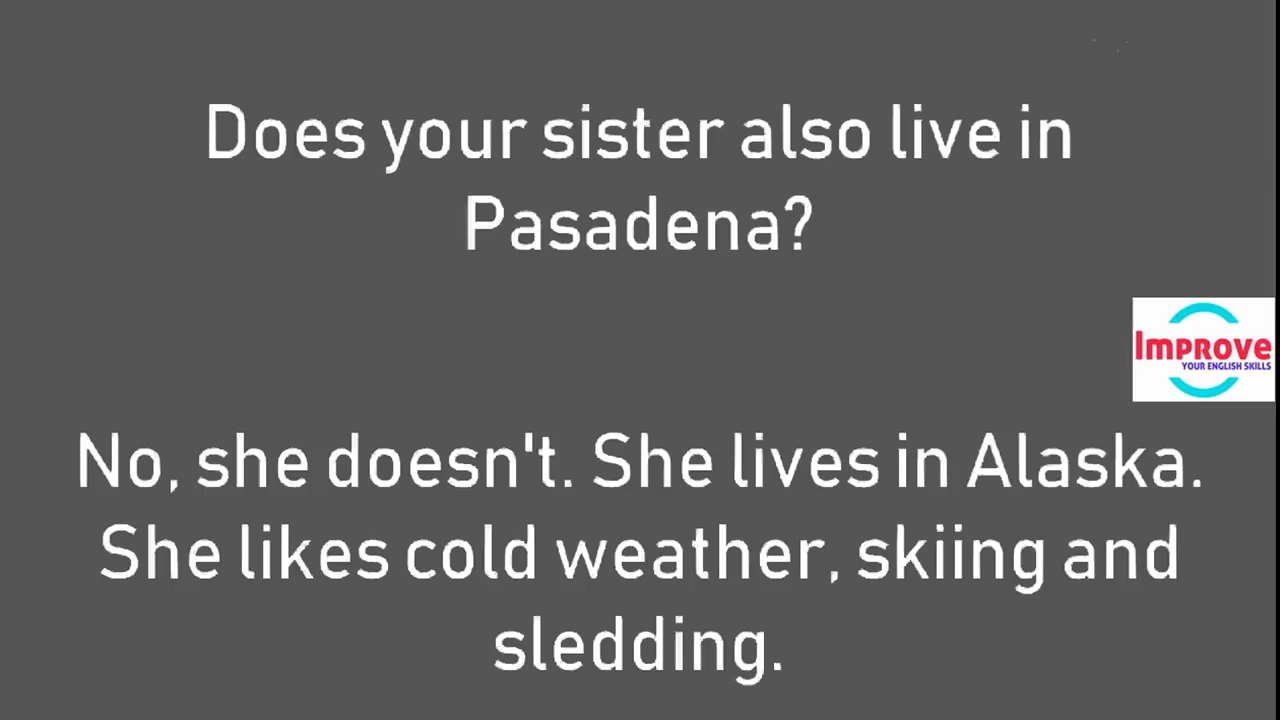 Does your sister also live in
Pasadena?
Improve
YOUR ENGLISH SKILLS
No, she doesn't. She lives in Alaska.
She likes cold weather, skiing and
sledding.